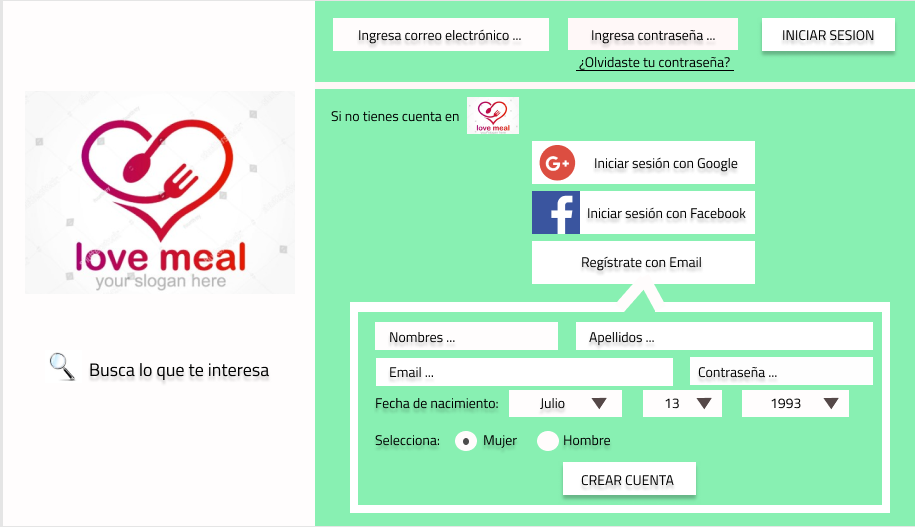 Ingresa correo electrónico ...
Ingresa contraseña ...
INICIAR SESION
¿Olvidaste tu contraseña?
love meal
your slogan here
Busca lo que te interesa
Si no tienes cuenta en
love meal
G+
Iniciar sesión con Google
f
Iniciar sesión con Facebook
Regístrate con Email
Nombres ...
Apellidos ...
Email ...
Contraseña ...
Fecha de nacimiento:
Julio
13
1993
Selecciona:
Mujer
Hombre
CREAR CUENTA